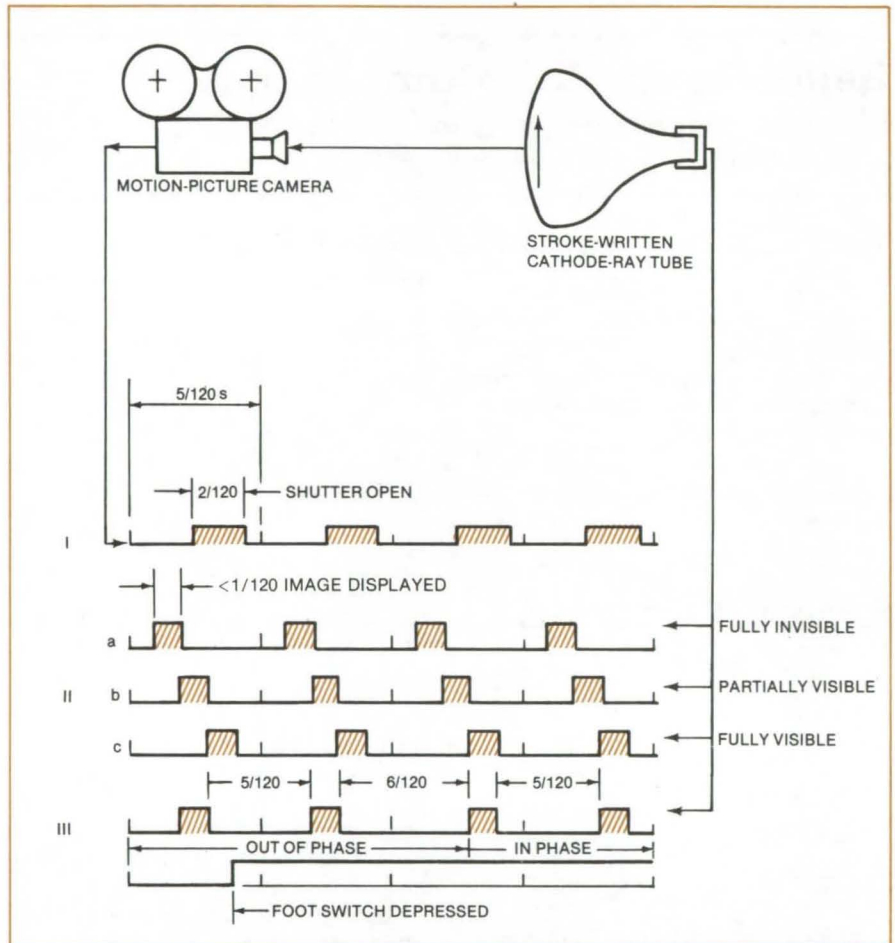 MOTION-PICTURE CAMERA
STROKE-WRITTEN
CATHODE-RAY TUBE
5/120 s
2/120
SHUTTER OPEN
I
<1/120 IMAGE DISPLAYED
a
FULLY INVISIBLE
II b
PARTIALLY VISIBLE
c
FULLY VISIBLE
5/120 6/120 5/120
III
OUT OF PHASE IN PHASE
FOOT SWITCH DEPRESSED